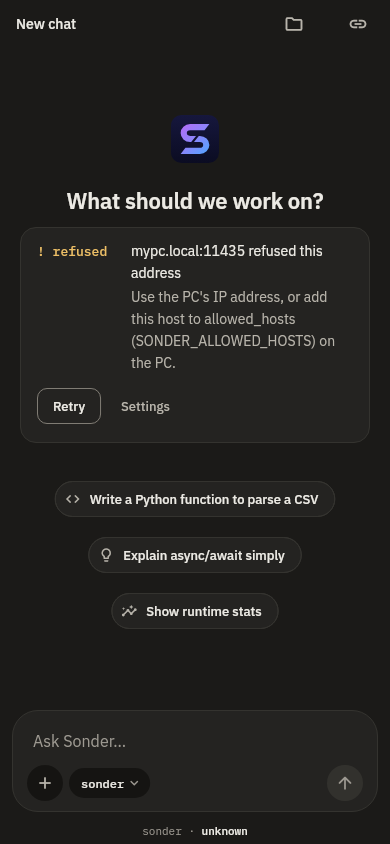 New chat
What should we work on?
! refused
mypc.local:11435 refused this
address
Use the PC's IP address, or add
this host to allowed_hosts
(SONDER_ALLOWED_HOSTS) on
the PC.
Retry
Settings
Write a Python function to parse a CSV
Explain async/await simply
Show runtime stats
Ask Sonder...
sonder
sonder · unknown